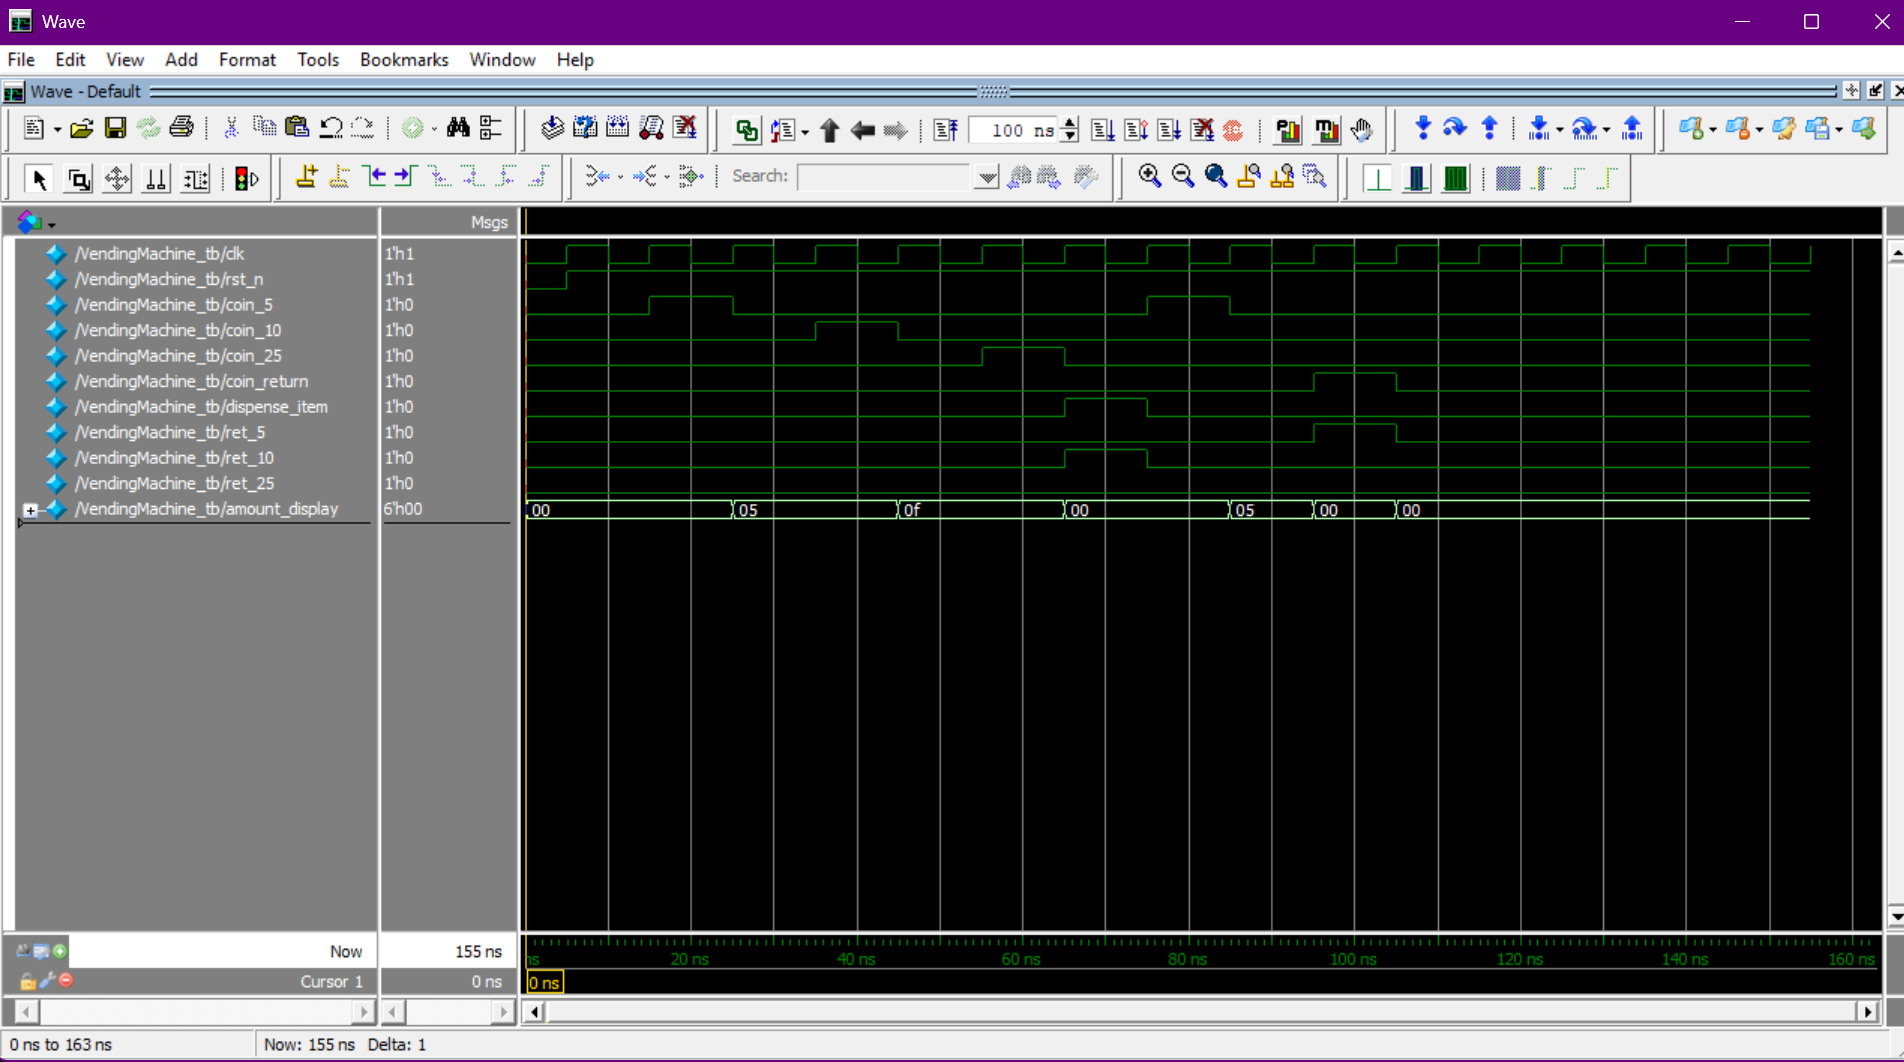 Wave
File Edit View Add Format Tools Bookmarks Window Help
Wave - Default
100 ns
Search:
Msgs
/VendingMachine_tb/clk 1'h1
/VendingMachine_tb/rst_n 1'h1
/VendingMachine_tb/coin_5 1'h0
/VendingMachine_tb/coin_10 1'h0
/VendingMachine_tb/coin_25 1'h0
/VendingMachine_tb/coin_return 1'h0
/VendingMachine_tb/dispense_item 1'h0
/VendingMachine_tb/ret_5 1'h0
/VendingMachine_tb/ret_10 1'h0
/VendingMachine_tb/ret_25 1'h0
/VendingMachine_tb/amount_display 6'h00 00 05 0f 00 05 00 00
Now 155 ns ns 20 ns 40 ns 60 ns 80 ns 100 ns 120 ns 140 ns 160 ns
Cursor 1 0 ns 0 ns
0 ns to 163 ns Now: 155 ns Delta: 1